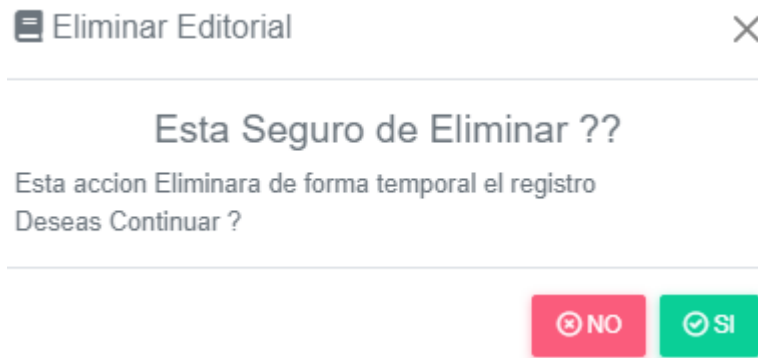 Eliminar Editorial
Esta Seguro de Eliminar ??
Esta accion Eliminara de forma temporal el registro
Deseas Continuar ?
NO SI